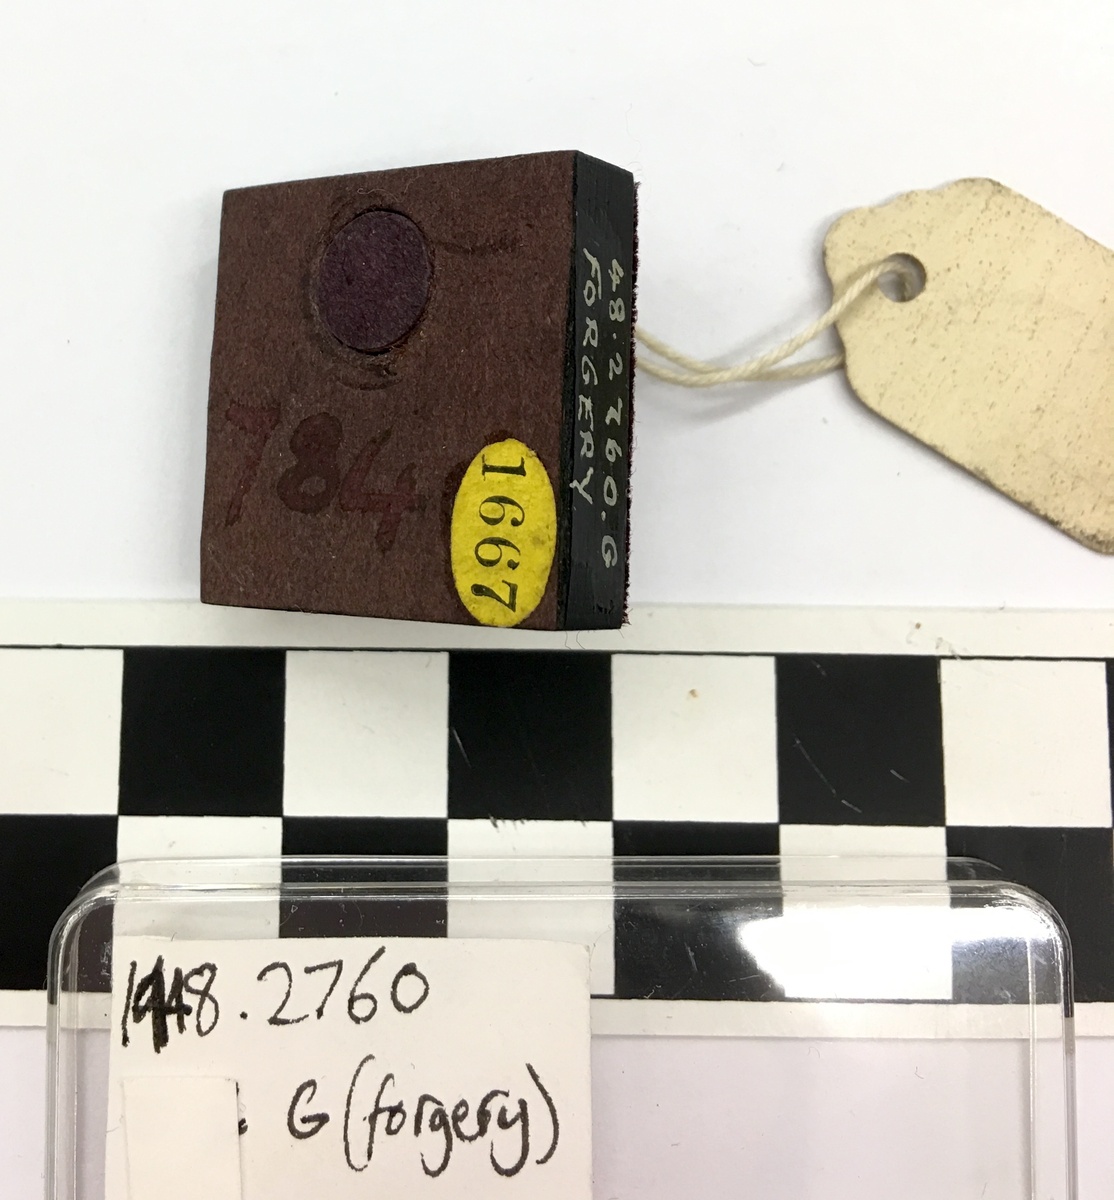 784
1667
48.2760.G
FORGERY
1948.2760
. G (forgery)